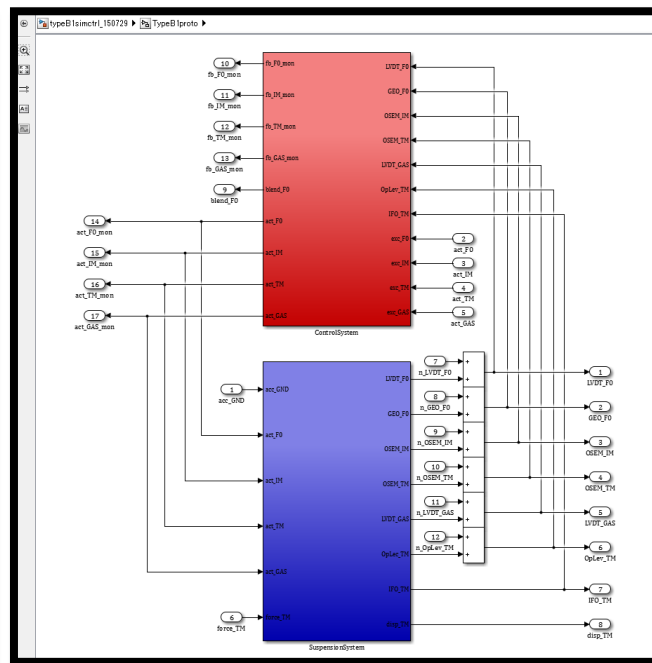 typeB1simctrl_150729 ▶ TypeB1proto ▶
10
fb_F0_mon
fb_F0_mon
11
fb_IM_mon
fb_IM_mon
12
fb_TM_mon
fb_TM_mon
13
fb_GAS_mon
fb_GAS_mon
9
blend_F0
blend_F0
14
act_F0_mon
act_F0
15
act_IM_mon
act_IM
16
act_TM_mon
act_TM
17
act_GAS_mon
act_GAS
LVDT_F0
GEO_F0
OSEM_IM
OSEM_TM
LVDT_GAS
OpLev_TM
IFO_TM
exc_F0
2
act_F0
exc_IM
3
act_IM
exc_TM
4
act_TM
exc_GAS
5
act_GAS
ControlSystem
1
acc_GND
acc_GND
act_F0
act_IM
act_TM
act_GAS
6
force_TM
force_TM
LVDT_F0
GEO_F0
OSEM_IM
OSEM_TM
LVDT_GAS
OpLev_TM
IFO_TM
disp_TM
SuspensionSystem
7
n_LVDT_F0
8
n_GEO_F0
9
n_OSEM_IM
10
n_OSEM_TM
11
n_LVDT_GAS
12
n_OpLev_TM
+
+
+
+
+
+
+
+
+
+
+
+
1
LVDT_F0
2
GEO_F0
3
OSEM_IM
4
OSEM_TM
5
LVDT_GAS
6
OpLev_TM
7
IFO_TM
8
disp_TM